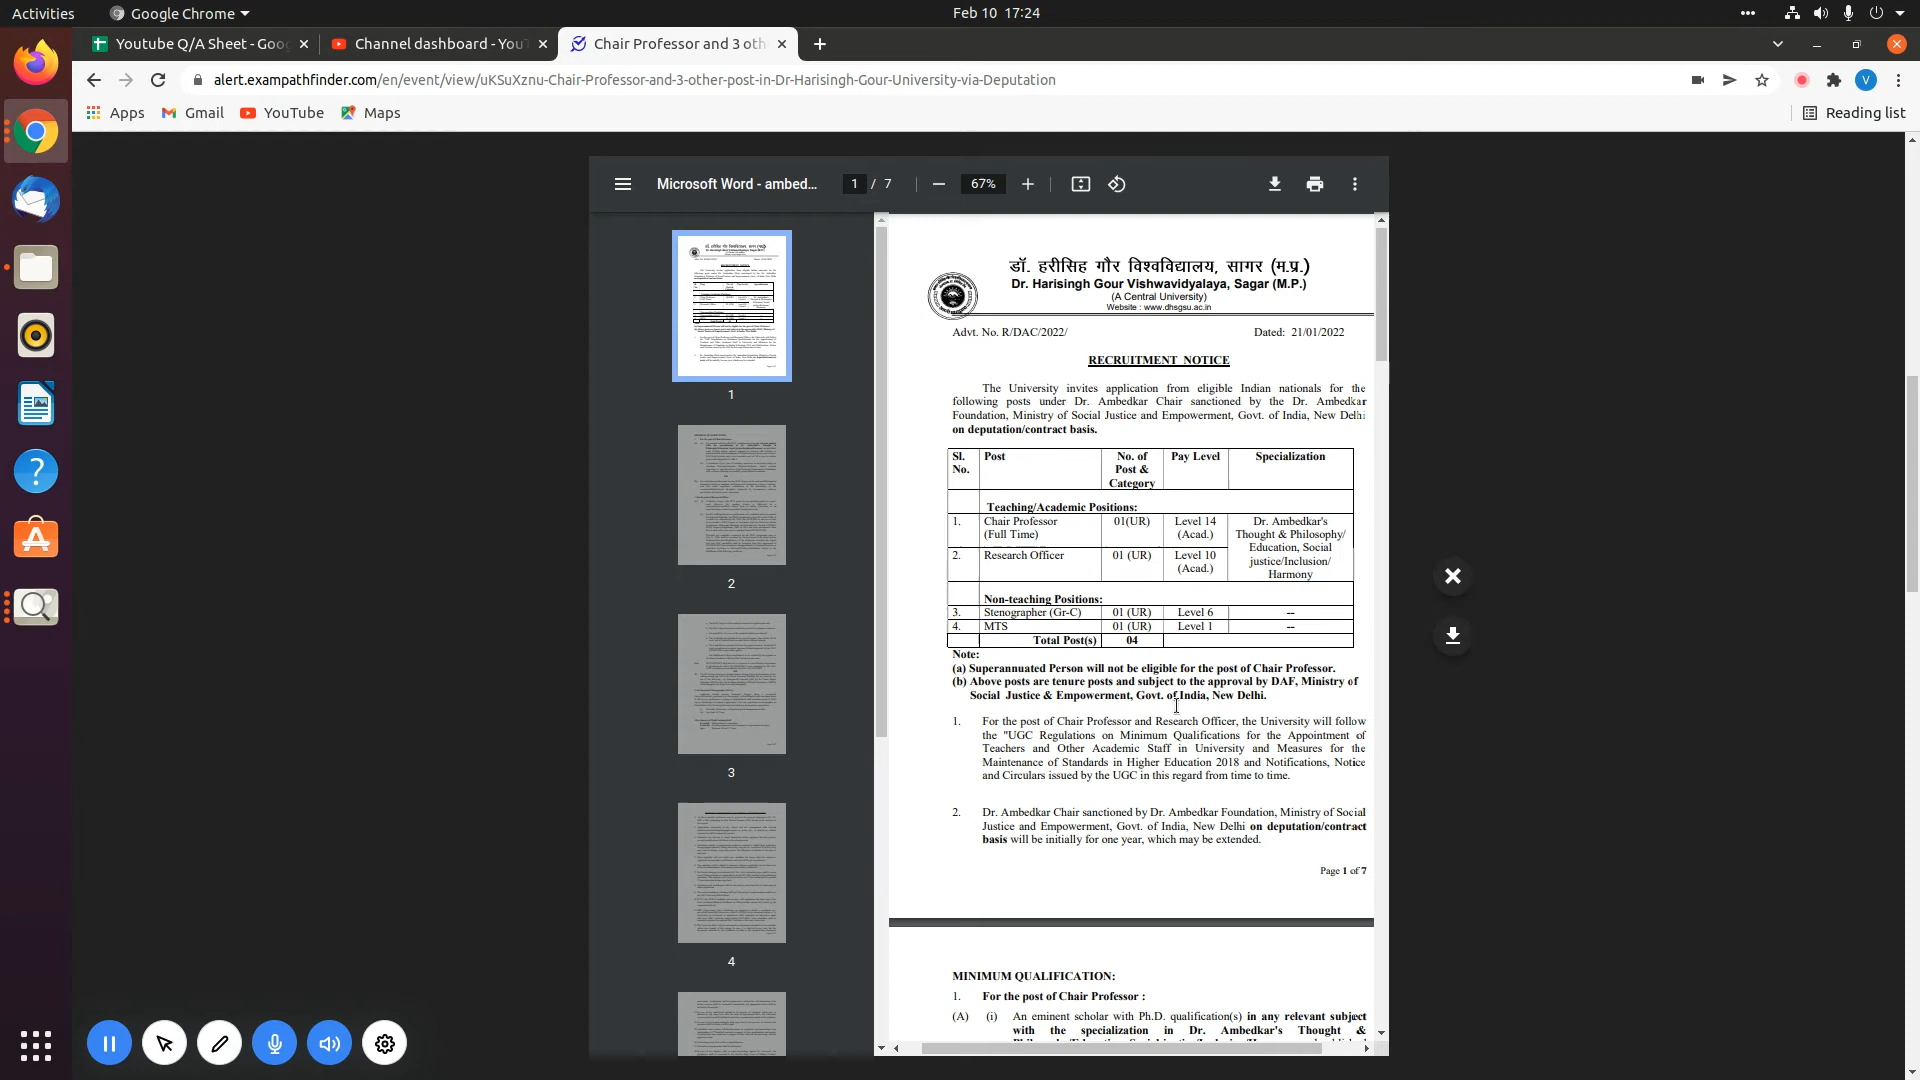 Activities
Google Chrome
Feb 10 17:24
Youtube Q/A Sheet - Goo
Channel dashboard - You
Chair Professor and 3 oth
alert.exampathfinder.com/en/event/view/uKSuXznu-Chair-Professor-and-3-other-post-in-Dr-Harisingh-Gour-University-via-Deputation
V
Apps
Gmail
YouTube
Maps
Reading list
Microsoft Word - ambed...
1 / 7
67%
1
2
3
4
डॉ. हरीसिंह गौर विश्वविद्यालय, सागर (म.प्र.)
Dr. Harisingh Gour Vishwavidyalaya, Sagar (M.P.)
(A Central University)
Website : www.dhsgsu.ac.in
Advt. No. R/DAC/2022/
Dated: 21/01/2022
RECRUITMENT NOTICE
The University invites application from eligible Indian nationals for the
following posts under Dr. Ambedkar Chair sanctioned by the Dr. Ambedkar
Foundation, Ministry of Social Justice and Empowerment, Govt. of India, New Delhi
on deputation/contract basis.
Sl. No. Post No. of Post & Category Pay Level Specialization
Teaching/Academic Positions:
1. Chair Professor (Full Time) 01(UR) Level 14 (Acad.) Dr. Ambedkar's Thought & Philosophy/ Education, Social justice/Inclusion/ Harmony
2. Research Officer 01 (UR) Level 10 (Acad.)
Non-teaching Positions:
3. Stenographer (Gr-C) 01 (UR) Level 6 --
4. MTS 01 (UR) Level 1 --
Total Post(s) 04
Note:
(a) Superannuated Person will not be eligible for the post of Chair Professor.
(b) Above posts are tenure posts and subject to the approval by DAF, Ministry of
Social Justice & Empowerment, Govt. of India, New Delhi.
1. For the post of Chair Professor and Research Officer, the University will follow
the "UGC Regulations on Minimum Qualifications for the Appointment of
Teachers and Other Academic Staff in University and Measures for the
Maintenance of Standards in Higher Education 2018 and Notifications, Notice
and Circulars issued by the UGC in this regard from time to time.
2. Dr. Ambedkar Chair sanctioned by Dr. Ambedkar Foundation, Ministry of Social
Justice and Empowerment, Govt. of India, New Delhi on deputation/contract
basis will be initially for one year, which may be extended.
Page 1 of 7
MINIMUM QUALIFICATION:
1. For the post of Chair Professor :
(A) (i) An eminent scholar with Ph.D. qualification(s) in any relevant subject
with the specialization in Dr. Ambedkar's Thought &